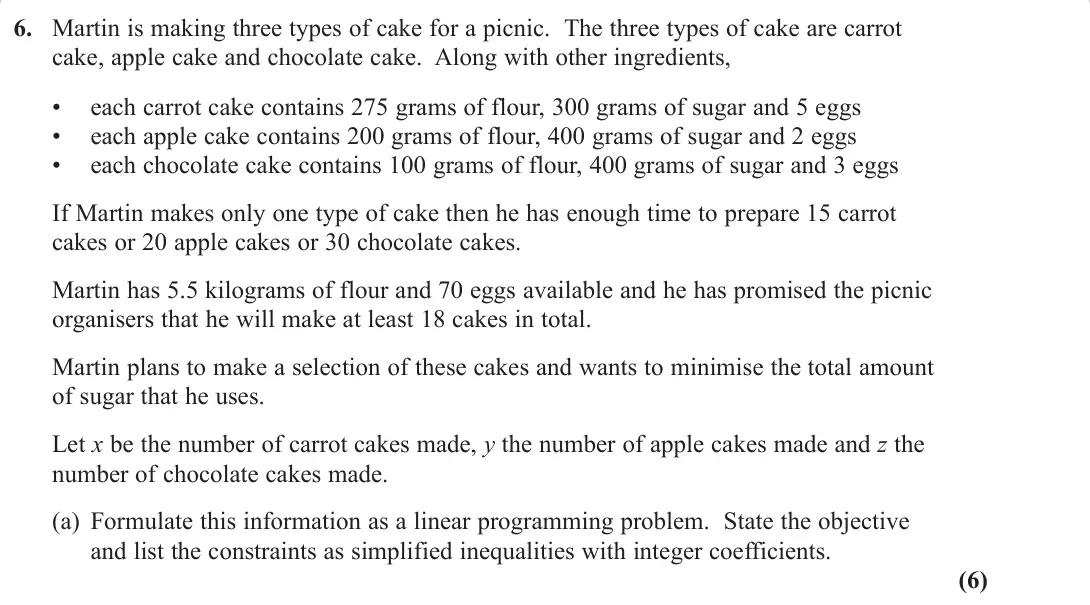 6. Martin is making three types of cake for a picnic. The three types of cake are carrot
cake, apple cake and chocolate cake. Along with other ingredients,
• each carrot cake contains 275 grams of flour, 300 grams of sugar and 5 eggs
• each apple cake contains 200 grams of flour, 400 grams of sugar and 2 eggs
• each chocolate cake contains 100 grams of flour, 400 grams of sugar and 3 eggs
If Martin makes only one type of cake then he has enough time to prepare 15 carrot
cakes or 20 apple cakes or 30 chocolate cakes.
Martin has 5.5 kilograms of flour and 70 eggs available and he has promised the picnic
organisers that he will make at least 18 cakes in total.
Martin plans to make a selection of these cakes and wants to minimise the total amount
of sugar that he uses.
Let x be the number of carrot cakes made, y the number of apple cakes made and z the
number of chocolate cakes made.
(a) Formulate this information as a linear programming problem. State the objective
and list the constraints as simplified inequalities with integer coefficients.
(6)